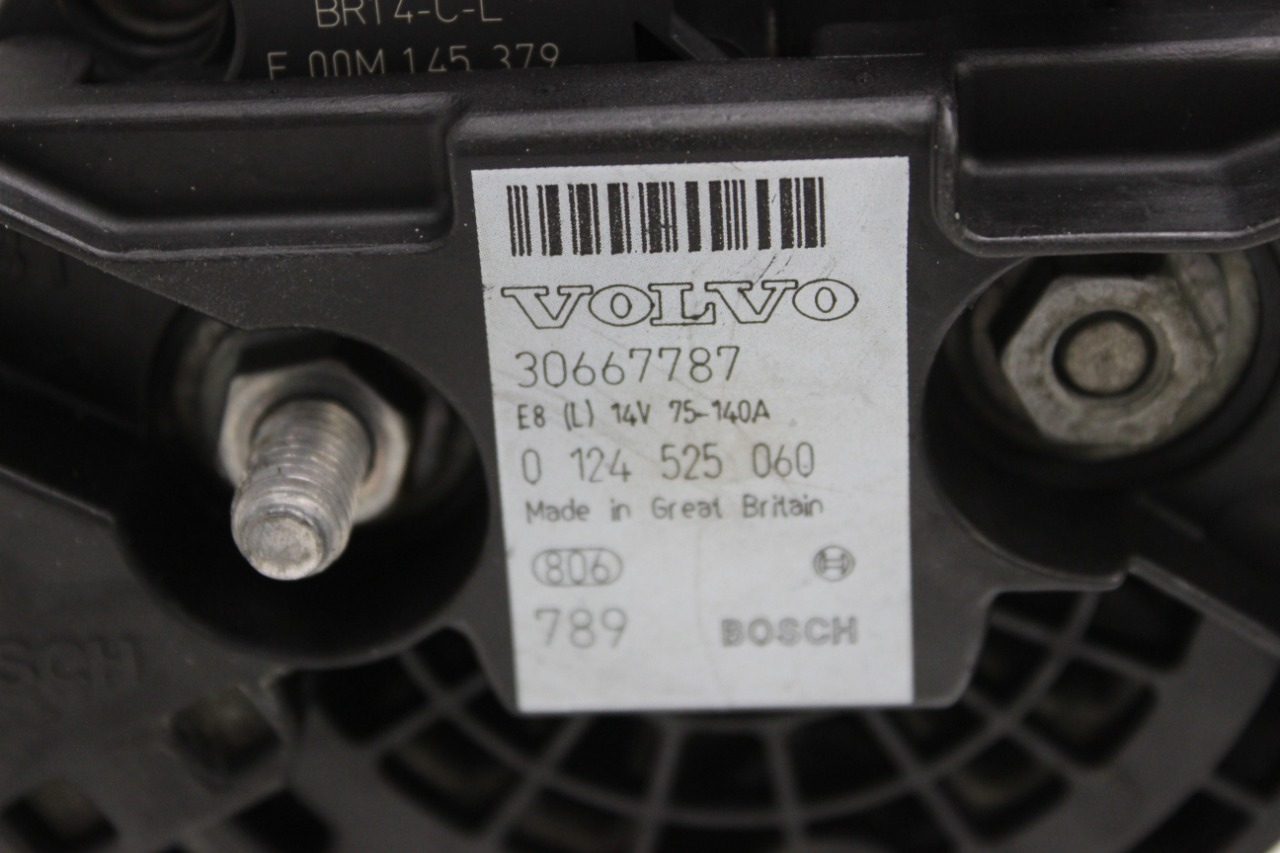 BR14-C-L
F 00M 145 379
VOLVO
30667787
E8 (L) 14V 75-140A
0 124 525 060
Made in Great Britain
806
789 BOSCH